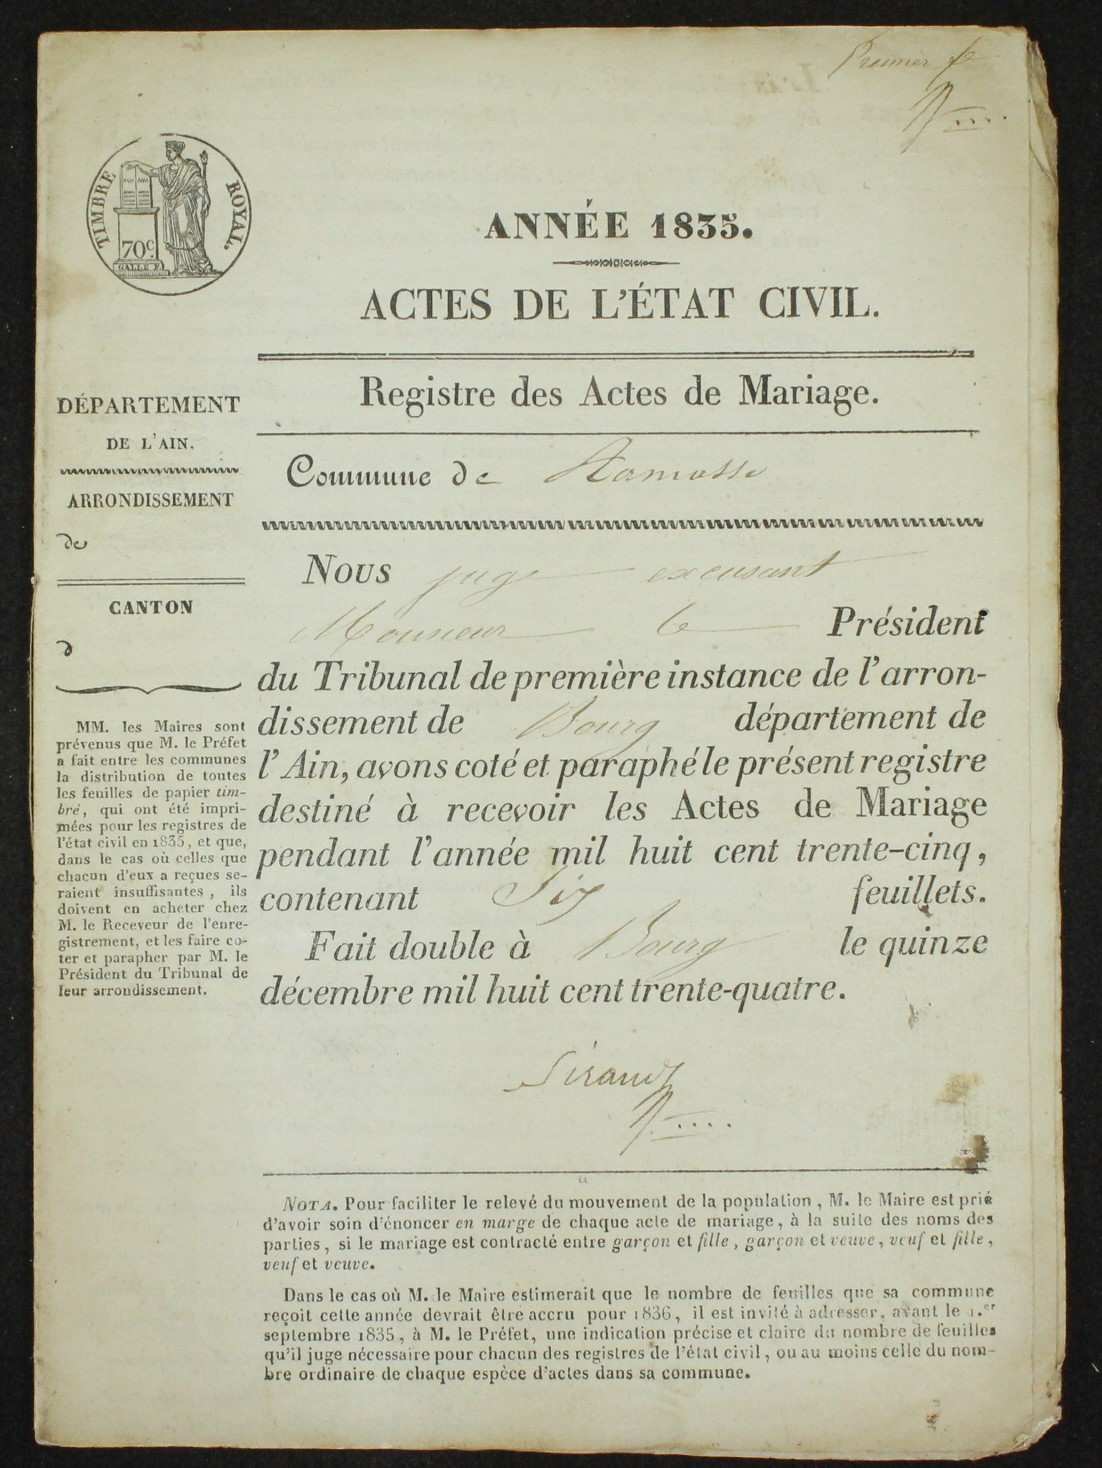 Premier fe
TIMBRE ROYAL.
70c.
ANNÉE 1835.
ACTES DE L'ÉTAT CIVIL.
Registre des Actes de Mariage.
DÉPARTEMENT
DE L'AIN.
ARRONDISSEMENT
de
CANTON
d
MM. les Maires sont
prévenus que M. le Préfet
a fait entre les communes
la distribution de toutes
les feuilles de papier tim-
bré, qui ont été impri-
mées pour les registres de
l'état civil en 1835, et que,
dans le cas où celles que
chacun d'eux a reçues se-
raient insuffisantes, ils
doivent en acheter chez
M. le Receveur de l'enre-
gistrement, et les faire co-
ter et parapher par M. le
Président du Tribunal de
leur arrondissement.
Commune de Ramasse
Nous juge excusant
Monsieur le Président
du Tribunal de première instance de l'arron-
dissement de Bourg département de
l'Ain, avons coté et paraphé le présent registre
destiné à recevoir les Actes de Mariage
pendant l'année mil huit cent trente-cinq,
contenant Six feuillets.
Fait double à Bourg le quinze
décembre mil huit cent trente-quatre.
Sirand
NOTA. Pour faciliter le relevé du mouvement de la population, M. le Maire est prié
d'avoir soin d'énoncer en marge de chaque acte de mariage, à la suite des noms des
parties, si le mariage est contracté entre garçon et fille, garçon et veuve, veuf et fille,
veuf et veuve.
Dans le cas où M. le Maire estimerait que le nombre de feuilles que sa commune
reçoit cette année devrait être accru pour 1836, il est invité à adresser, avant le 1.er
septembre 1835, à M. le Préfet, une indication précise et claire du nombre de feuilles
qu'il juge nécessaire pour chacun des registres de l'état civil, ou au moins celle du nom-
bre ordinaire de chaque espèce d'actes dans sa commune.